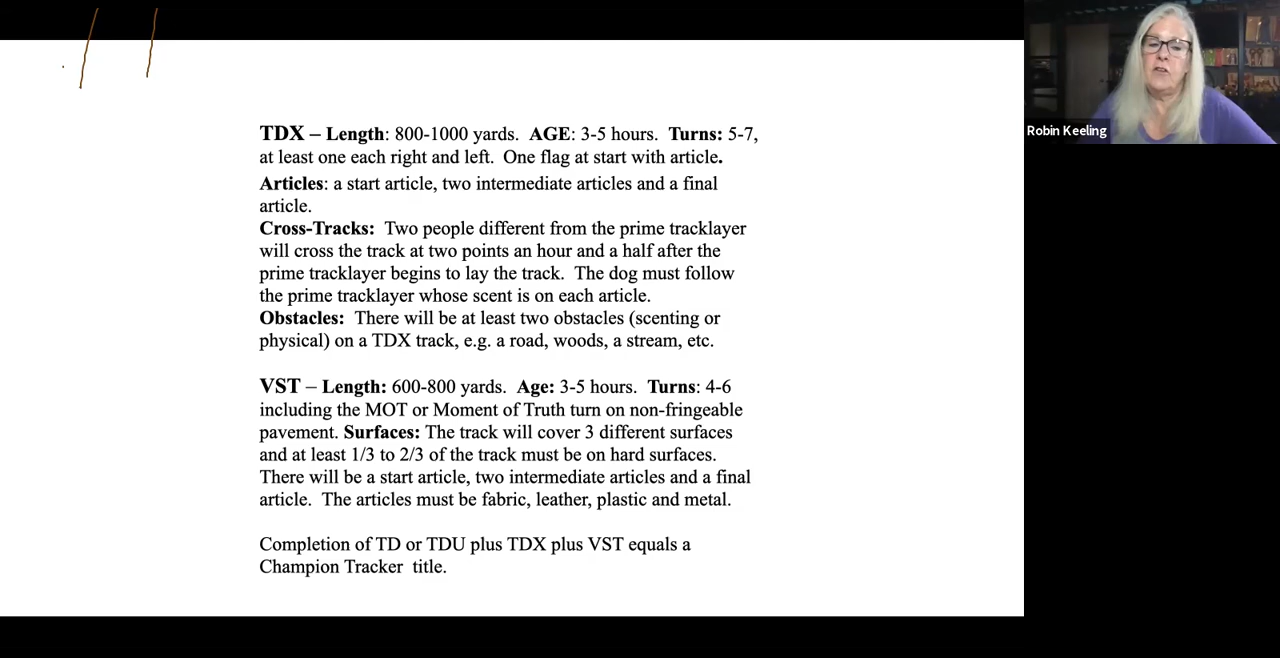 TDX – Length: 800-1000 yards. AGE: 3-5 hours. Turns: 5-7,
at least one each right and left. One flag at start with article.
Articles: a start article, two intermediate articles and a final
article.
Cross-Tracks: Two people different from the prime tracklayer
will cross the track at two points an hour and a half after the
prime tracklayer begins to lay the track. The dog must follow
the prime tracklayer whose scent is on each article.
Obstacles: There will be at least two obstacles (scenting or
physical) on a TDX track, e.g. a road, woods, a stream, etc.
VST – Length: 600-800 yards. Age: 3-5 hours. Turns: 4-6
including the MOT or Moment of Truth turn on non-fringeable
pavement. Surfaces: The track will cover 3 different surfaces
and at least 1/3 to 2/3 of the track must be on hard surfaces.
There will be a start article, two intermediate articles and a final
article. The articles must be fabric, leather, plastic and metal.
Completion of TD or TDU plus TDX plus VST equals a
Champion Tracker title.
Robin Keeling